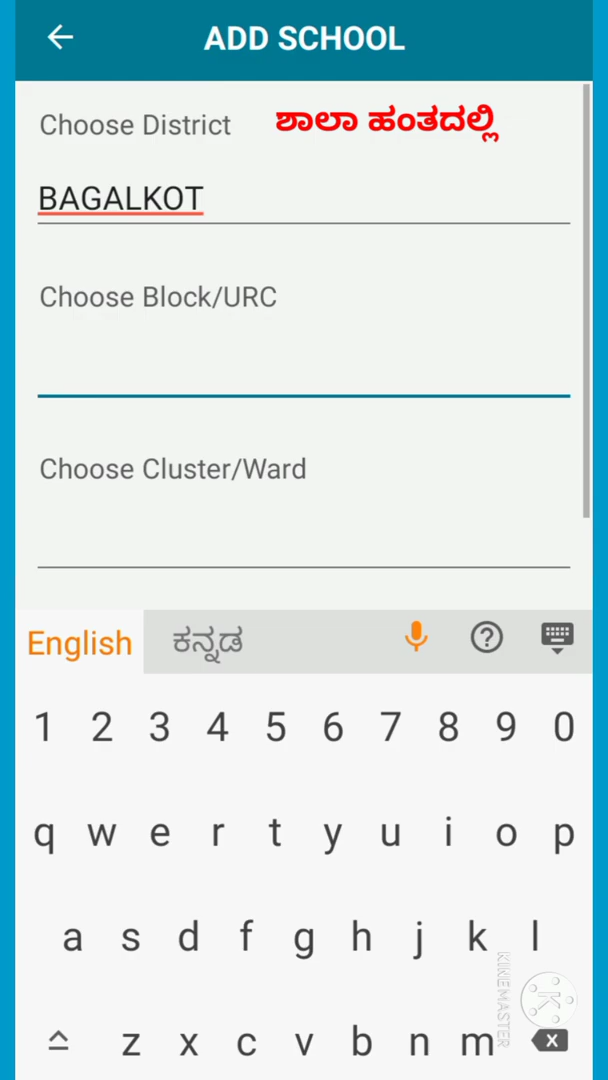 ADD SCHOOL
Choose District ಶಾಲಾ ಹಂತದಲ್ಲಿ
BAGALKOT
Choose Block/URC
Choose Cluster/Ward
English ಕನ್ನಡ
1 2 3 4 5 6 7 8 9 0
q w e r t y u i o p
a s d f g h j k l
z x c v b n m
KINEMASTER